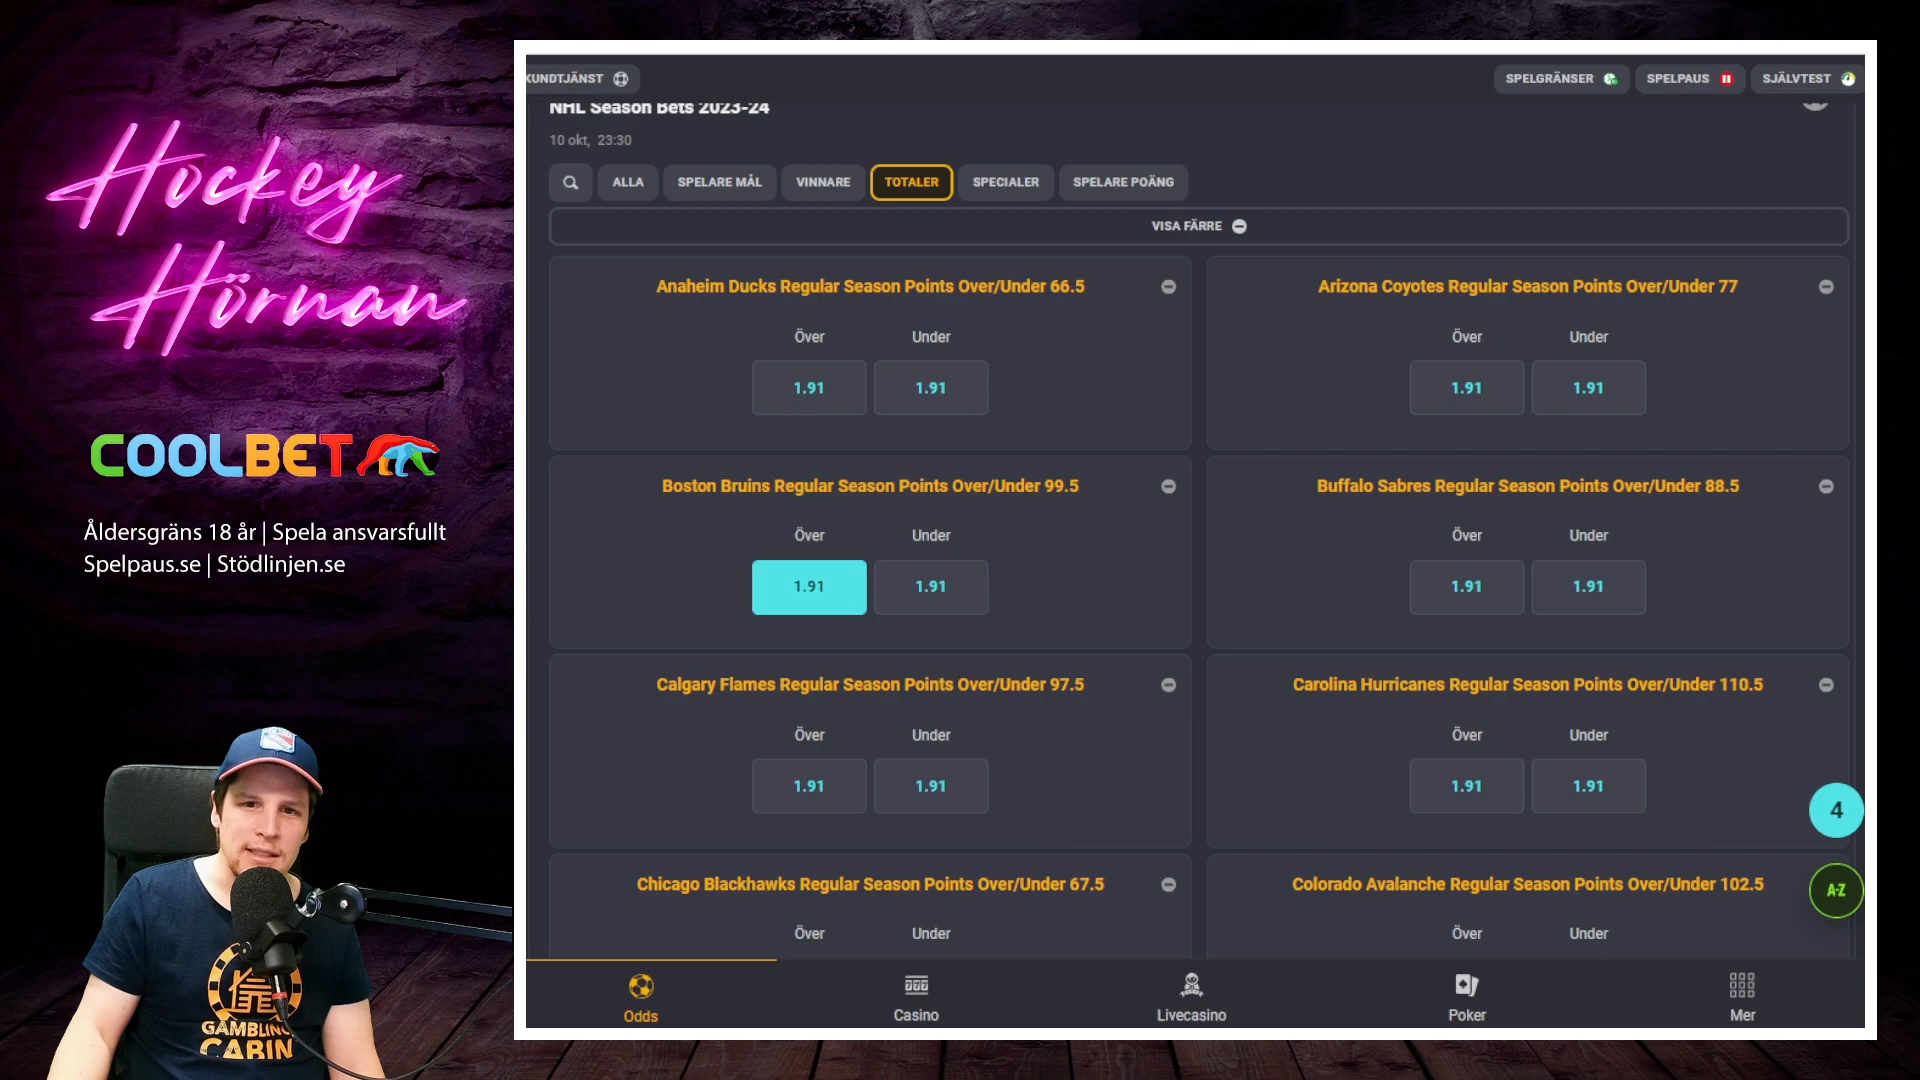 Hockey
Hörnan
COOLBET
Åldersgräns 18 år | Spela ansvarsfullt
Spelpaus.se | Stödlinjen.se
GAMBLING
CABIN
KUNDTJÄNST
SPELGRÄNSER
SPELPAUS
SJÄLVTEST
NHL Season Bets 2023-24
10 okt, 23:30
ALLA
SPELARE MÅL
VINNARE
TOTALER
SPECIALER
SPELARE POÄNG
VISA FÄRRE
Anaheim Ducks Regular Season Points Over/Under 66.5
Över Under
1.91 1.91
Arizona Coyotes Regular Season Points Over/Under 77
Över Under
1.91 1.91
Boston Bruins Regular Season Points Over/Under 99.5
Över Under
1.91 1.91
Buffalo Sabres Regular Season Points Over/Under 88.5
Över Under
1.91 1.91
Calgary Flames Regular Season Points Over/Under 97.5
Över Under
1.91 1.91
Carolina Hurricanes Regular Season Points Over/Under 110.5
Över Under
1.91 1.91
Chicago Blackhawks Regular Season Points Over/Under 67.5
Över Under
Colorado Avalanche Regular Season Points Over/Under 102.5
Över Under
4
A-Z
Odds
777
Casino
Livecasino
Poker
Mer